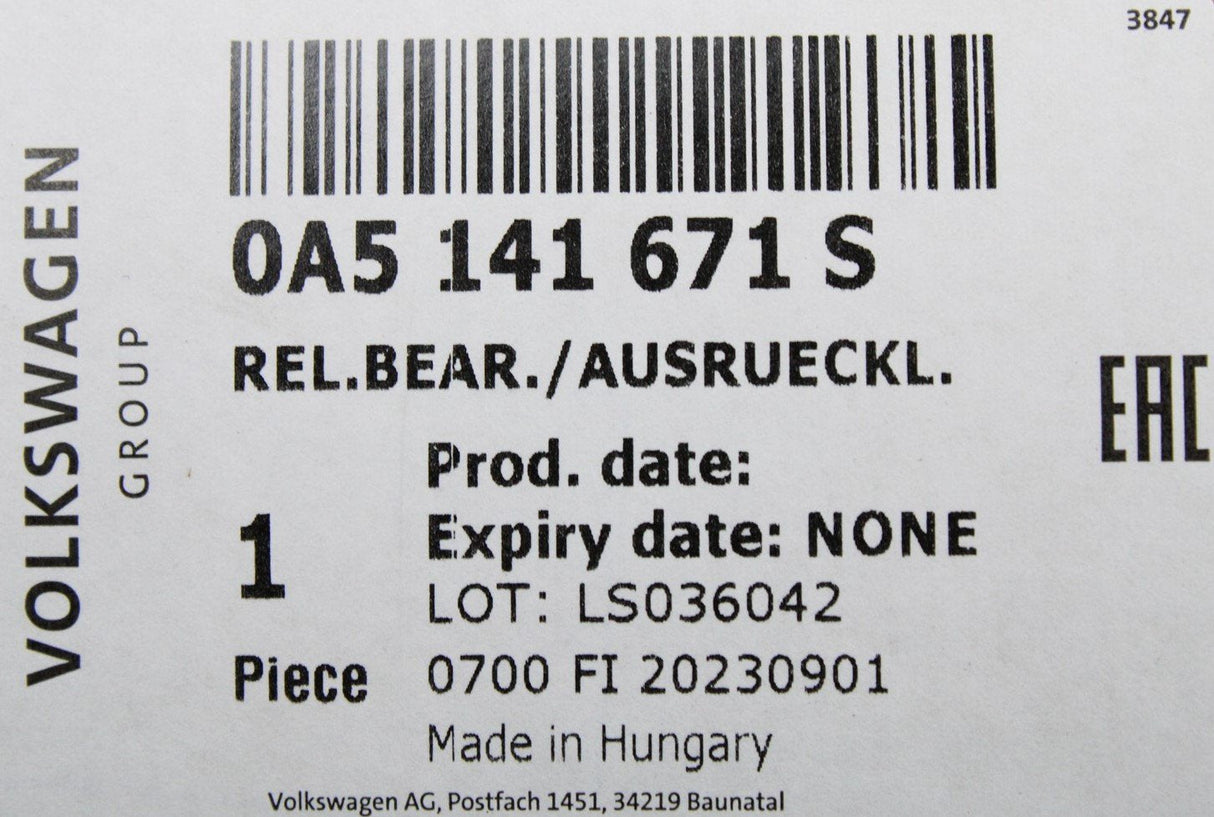 3847
VOLKSWAGEN
GROUP
0A5 141 671 S
REL.BEAR./AUSRUECKL.
EAC
Prod. date:
Expiry date: NONE
1
LOT: LS036042
Piece
0700 FI 20230901
Made in Hungary
Volkswagen AG, Postfach 1451, 34219 Baunatal